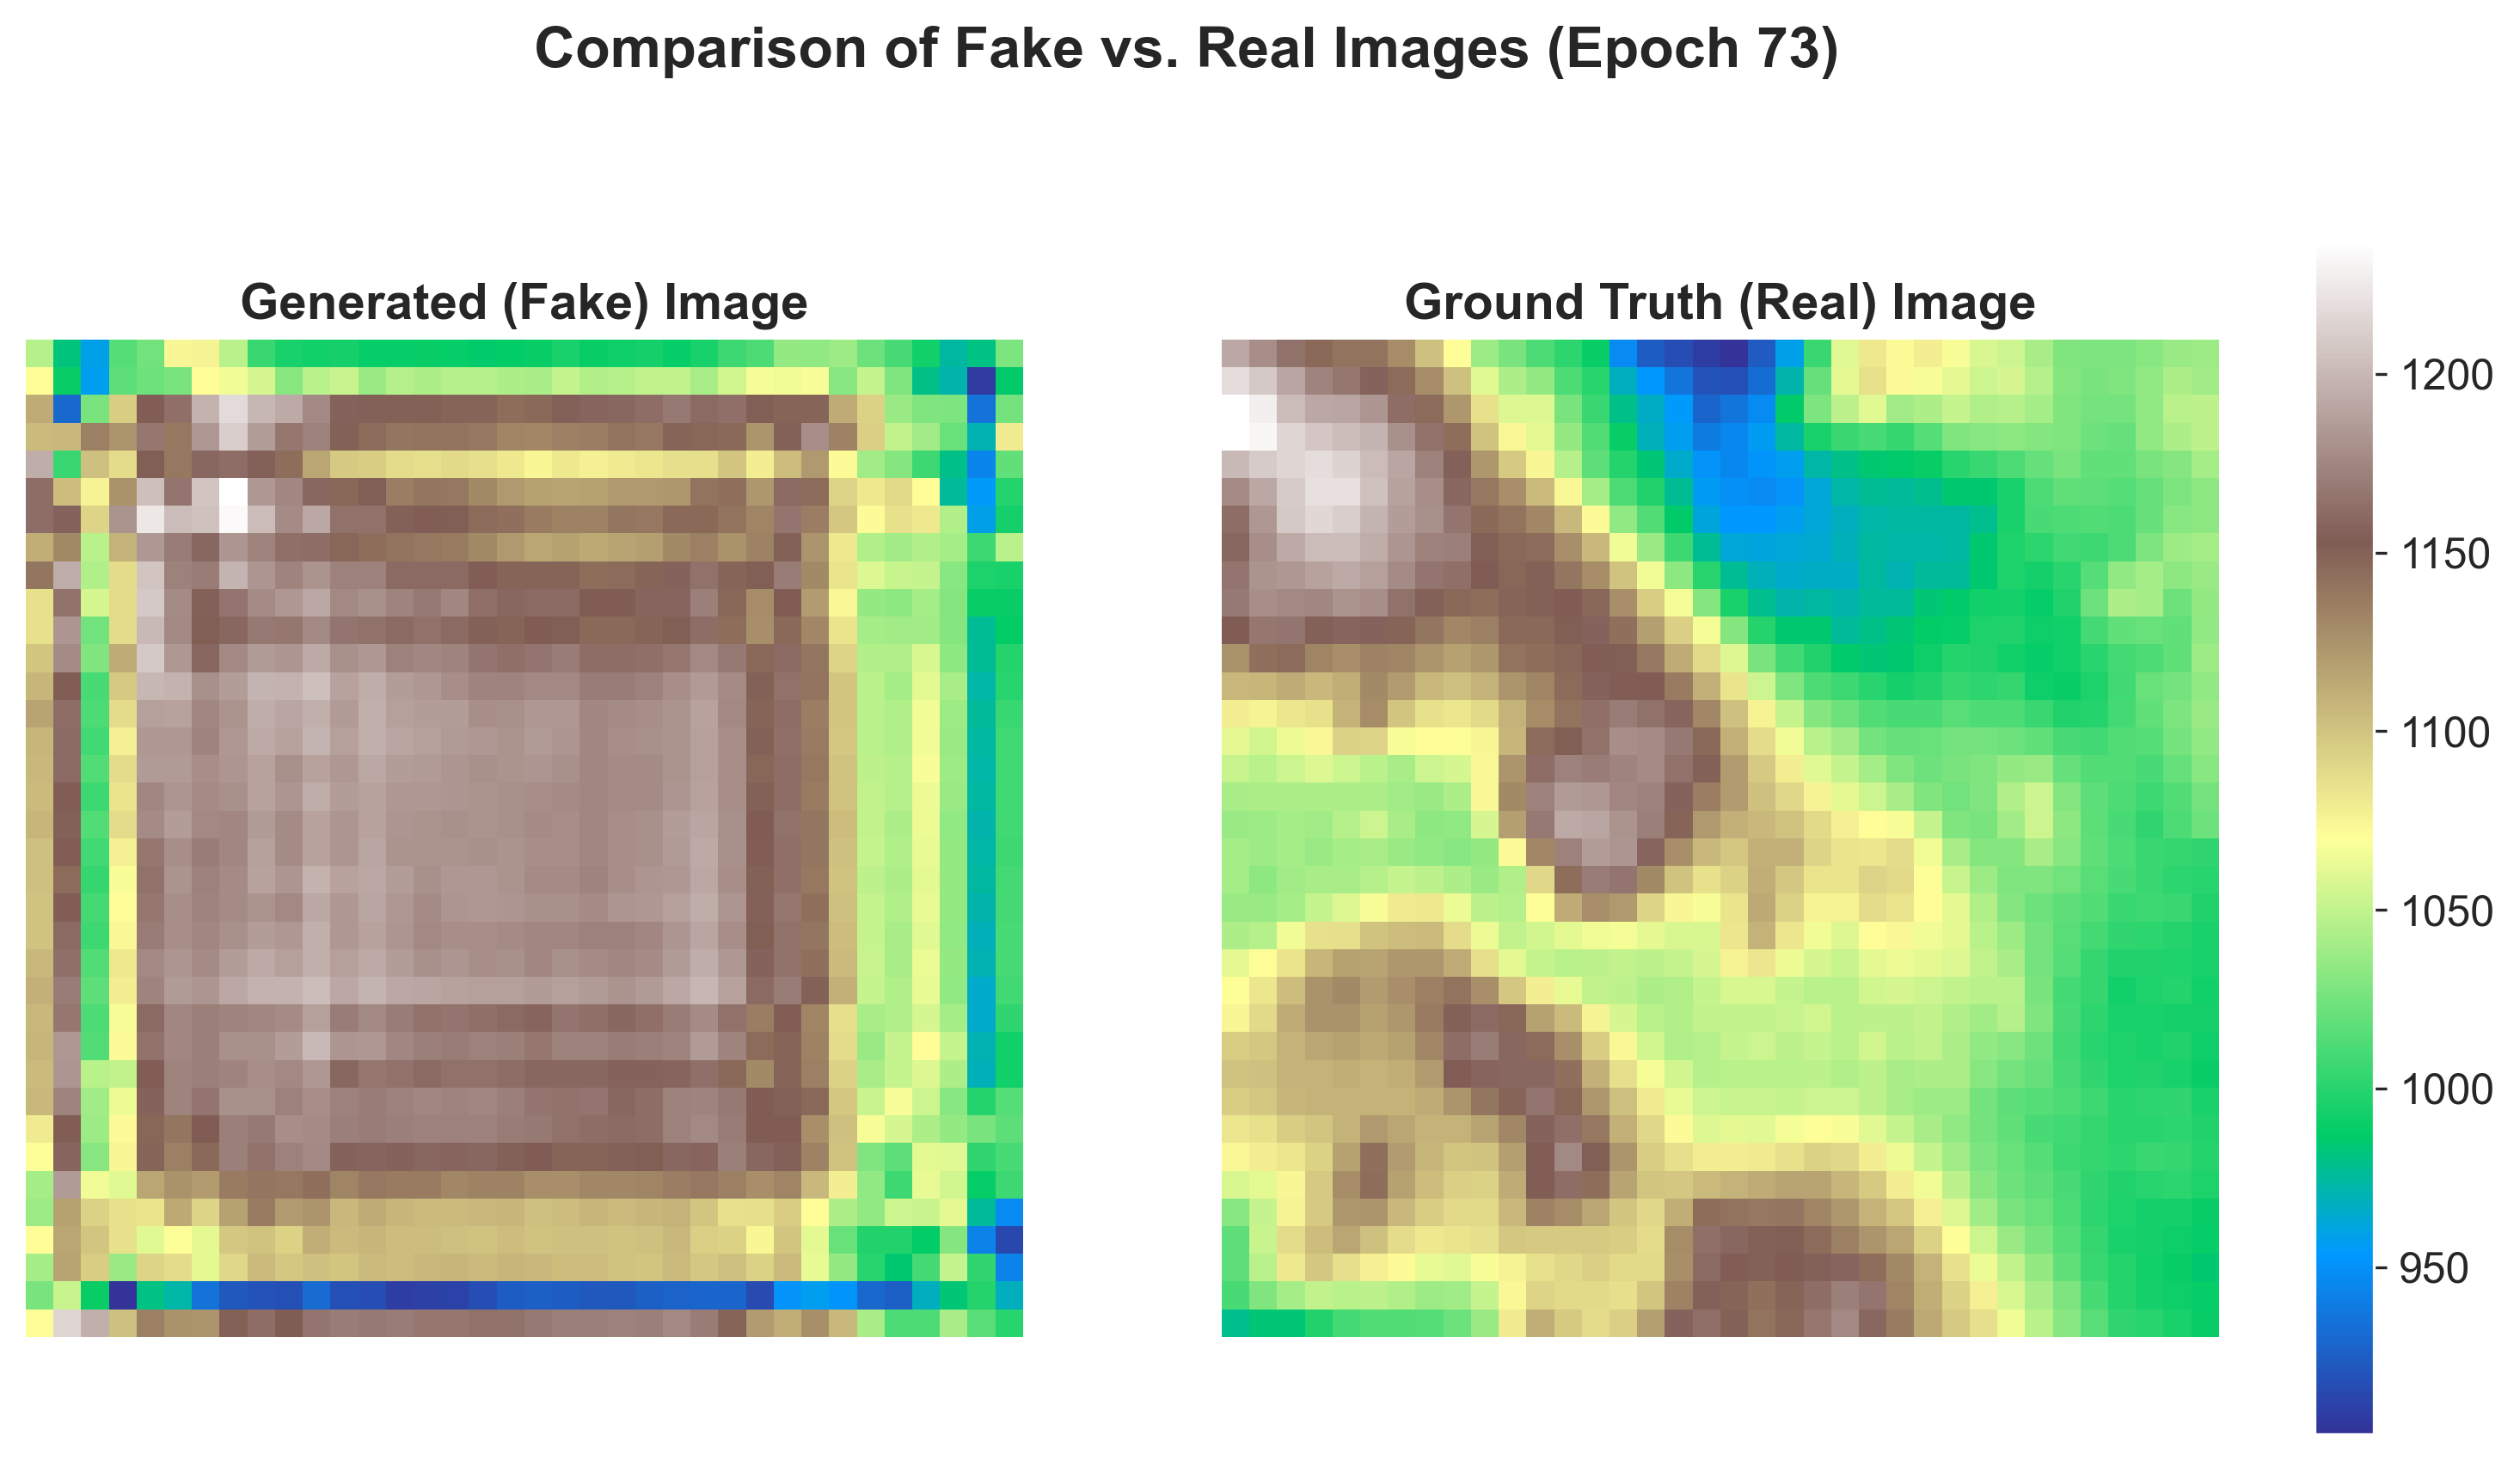 Comparison of Fake vs. Real Images (Epoch 73)
Generated (Fake) Image
Ground Truth (Real) Image
1200
1150
1100
1050
1000
950